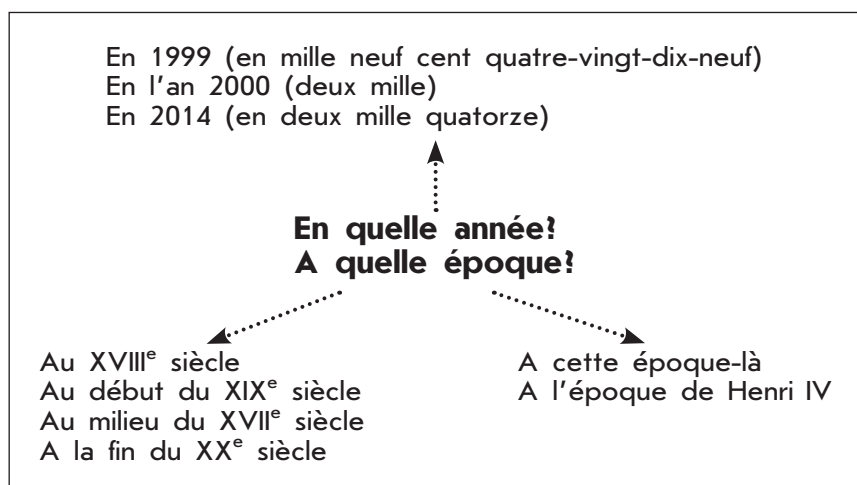 En 1999 (en mille neuf cent quatre-vingt-dix-neuf)
En l'an 2000 (deux mille)
En 2014 (en deux mille quatorze)
En quelle année?
A quelle époque?
Au XVIIIᵉ siècle
Au début du XIXᵉ siècle
Au milieu du XVIIᵉ siècle
A la fin du XXᵉ siècle
A cette époque-là
A l'époque de Henri IV